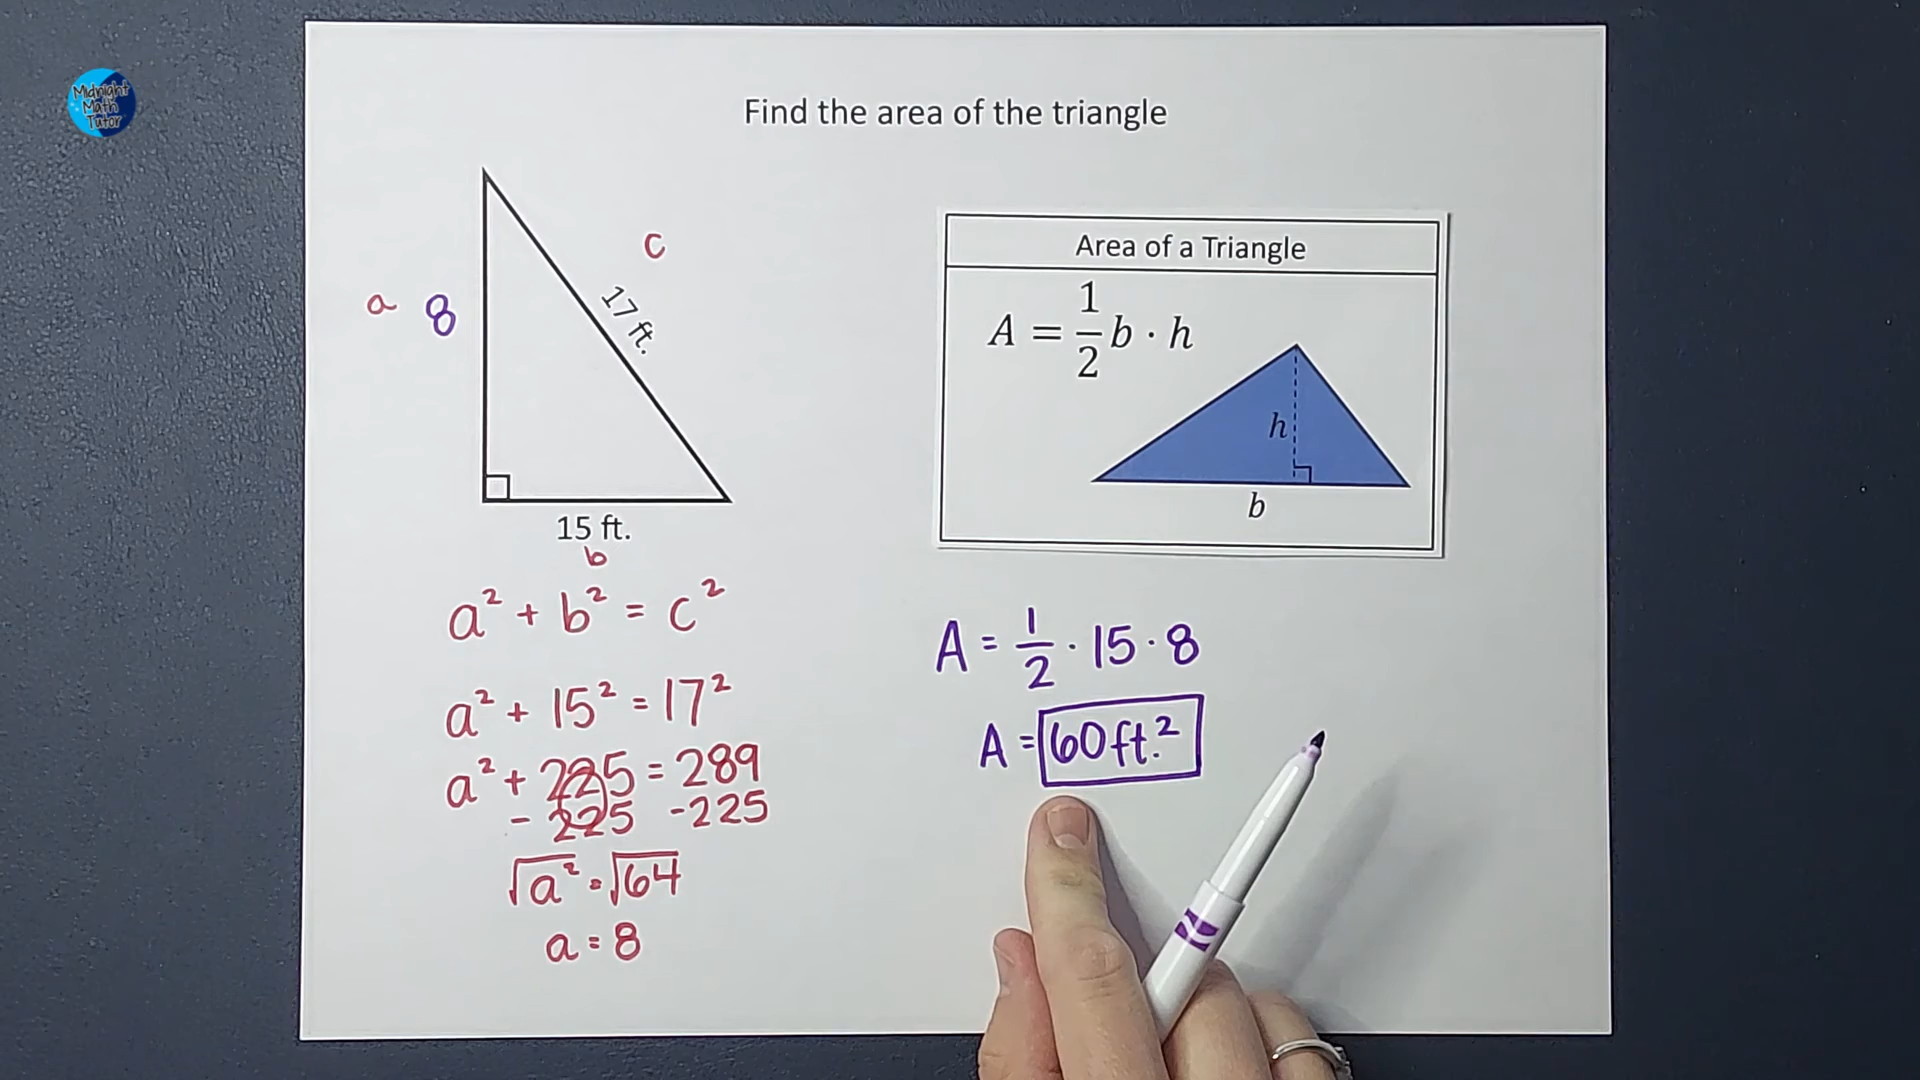 Midnight
Math
Tutor
Find the area of the triangle
c
17 ft.
a 8
15 ft.
b
a² + b² = c²
a² + 15² = 17²
a² + 225 = 289
- 225 -225
√a² = √64
a = 8
Area of a Triangle
A = 1/2 b · h
h
b
A = 1/2 · 15 · 8
A = 60 ft.²